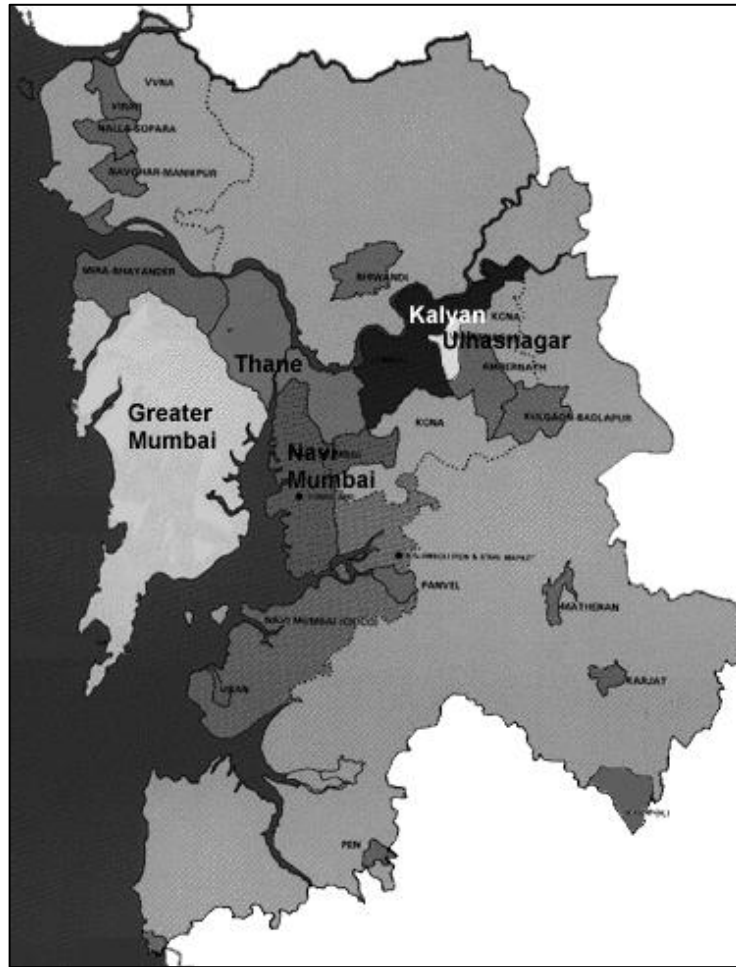 VVNA
VIRAR
NALLA-SOPARA
NAVGHAR-MANIKPUR
MIRA-BHAYANDER
BHIWANDI
Kalyan
KONA
Ulhasnagar
Thane
AMBERNATH
KULGAON-BADLAPUR
Greater
Mumbai
KONA
Navi
Mumbai
PANVEL
MATHERAN
NAVI MUMBAI (CIDCO)
KARJAT
URAN
PEN